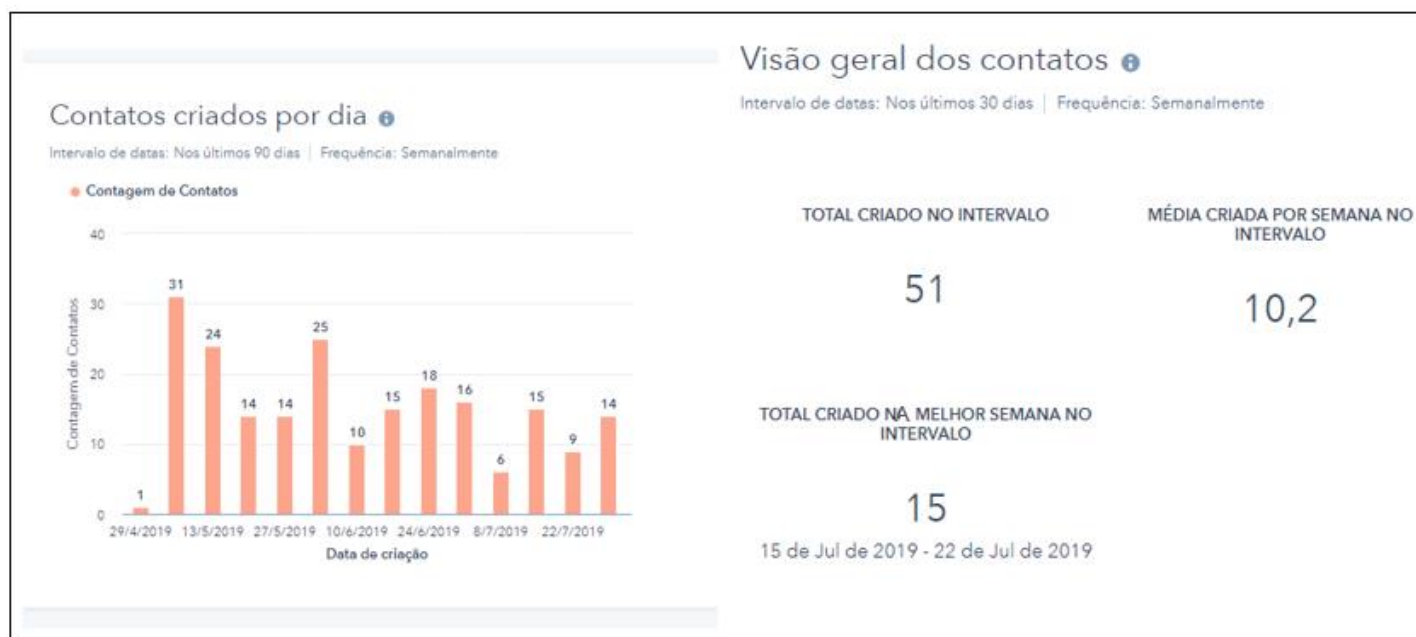 Contatos criados por dia
Intervalo de datas: Nos últimos 90 dias | Frequência: Semanalmente
Contagem de Contatos
Contagem de Contatos
40
30
20
10
0
1
31
24
14
14
25
10
15
18
16
6
15
9
14
29/4/2019 13/5/2019 27/5/2019 10/6/2019 24/6/2019 8/7/2019 22/7/2019
Data de criação
Visão geral dos contatos
Intervalo de datas: Nos últimos 30 dias | Frequência: Semanalmente
TOTAL CRIADO NO INTERVALO
51
MÉDIA CRIADA POR SEMANA NO
INTERVALO
10,2
TOTAL CRIADO NA MELHOR SEMANA NO
INTERVALO
15
15 de Jul de 2019 - 22 de Jul de 2019